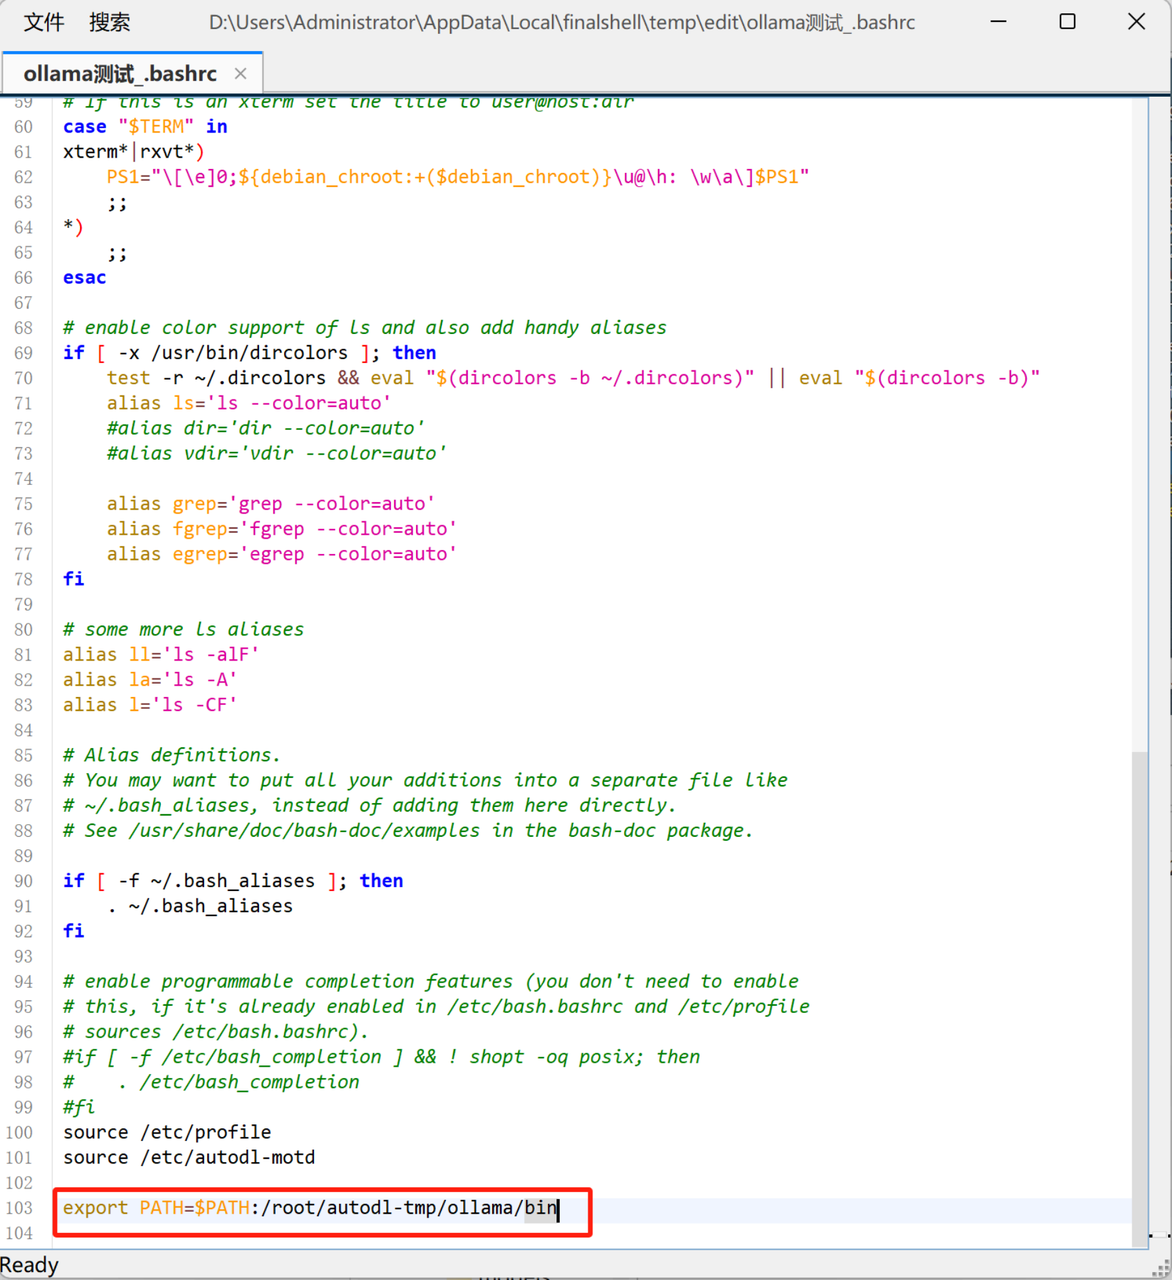 文件 搜索 D:\Users\Administrator\AppData\Local\finalshell\temp\edit\ollama测试_.bashrc
ollama测试_.bashrc ×
59 # If this is an xterm set the title to user@host:dir
60 case "$TERM" in
61 xterm*|rxvt*)
62     PS1="\[\e]0;${debian_chroot:+($debian_chroot)}\u@\h: \w\a\]$PS1"
63     ;;
64 *)
65     ;;
66 esac
67
68 # enable color support of ls and also add handy aliases
69 if [ -x /usr/bin/dircolors ]; then
70     test -r ~/.dircolors && eval "$(dircolors -b ~/.dircolors)" || eval "$(dircolors -b)"
71     alias ls='ls --color=auto'
72     #alias dir='dir --color=auto'
73     #alias vdir='vdir --color=auto'
74
75     alias grep='grep --color=auto'
76     alias fgrep='fgrep --color=auto'
77     alias egrep='egrep --color=auto'
78 fi
79
80 # some more ls aliases
81 alias ll='ls -alF'
82 alias la='ls -A'
83 alias l='ls -CF'
84
85 # Alias definitions.
86 # You may want to put all your additions into a separate file like
87 # ~/.bash_aliases, instead of adding them here directly.
88 # See /usr/share/doc/bash-doc/examples in the bash-doc package.
89
90 if [ -f ~/.bash_aliases ]; then
91     . ~/.bash_aliases
92 fi
93
94 # enable programmable completion features (you don't need to enable
95 # this, if it's already enabled in /etc/bash.bashrc and /etc/profile
96 # sources /etc/bash.bashrc).
97 #if [ -f /etc/bash_completion ] && ! shopt -oq posix; then
98 #    . /etc/bash_completion
99 #fi
100 source /etc/profile
101 source /etc/autodl-motd
102
103 export PATH=$PATH:/root/autodl-tmp/ollama/bin
104
Ready